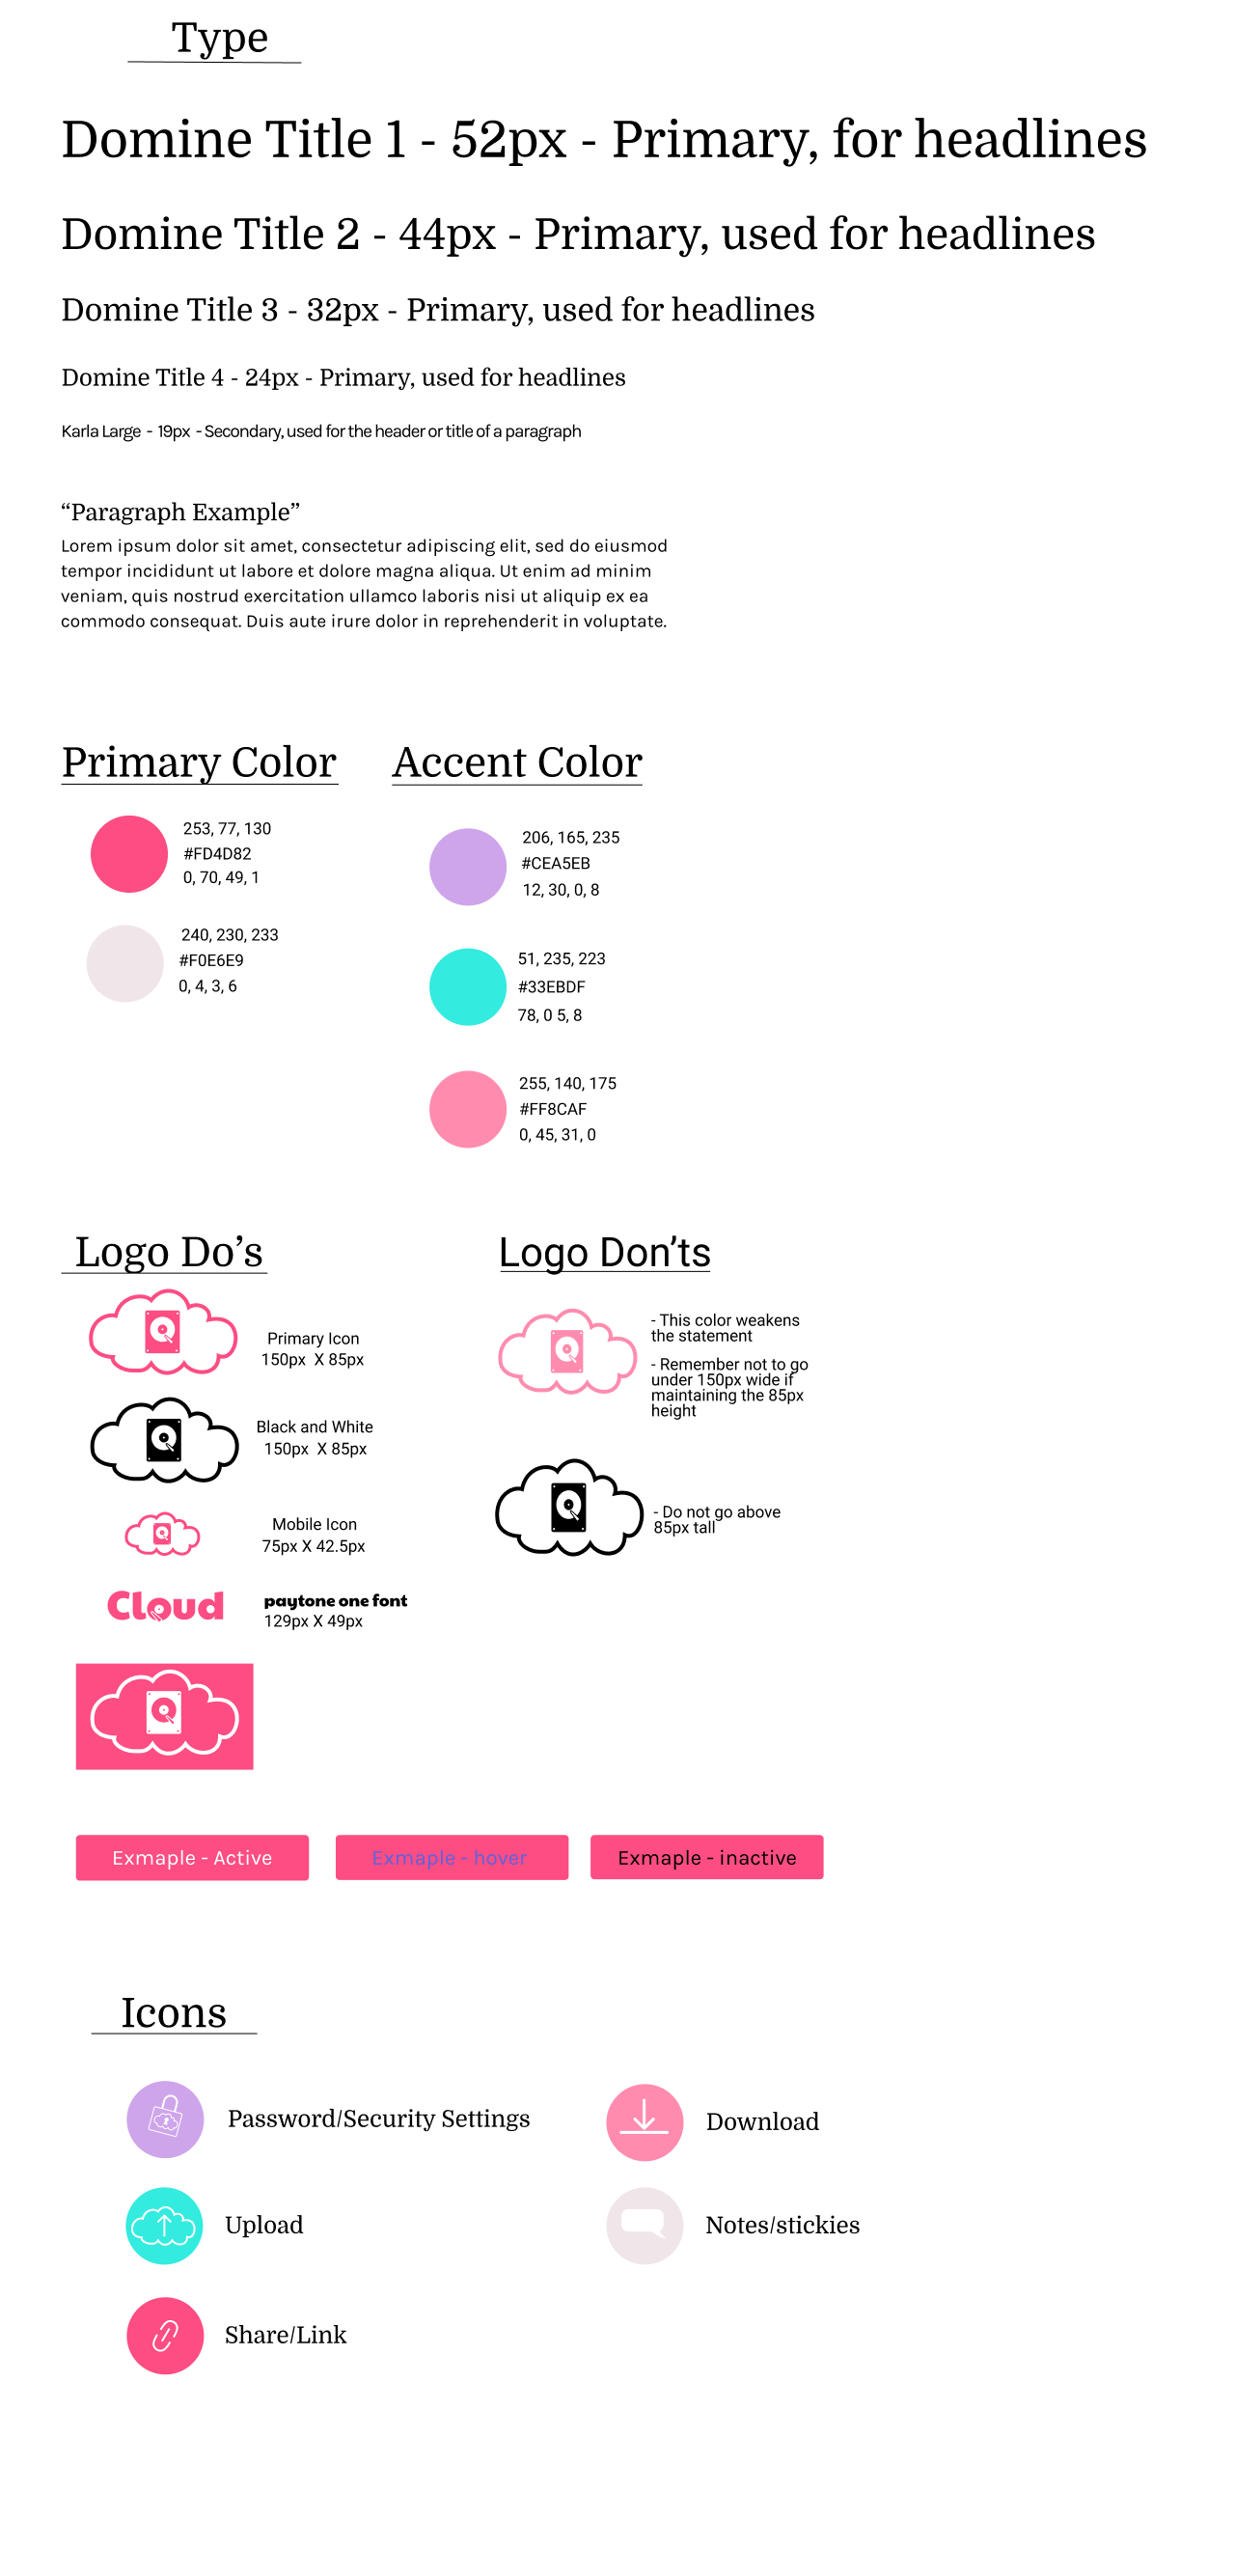 Type
Domine Title 1 - 52px - Primary, for headlines
Domine Title 2 - 44px - Primary, used for headlines
Domine Title 3 - 32px - Primary, used for headlines
Domine Title 4 - 24px - Primary, used for headlines
Karla Large - 19px - Secondary, used for the header or title of a paragraph
“Paragraph Example”
Lorem ipsum dolor sit amet, consectetur adipiscing elit, sed do eiusmod
tempor incididunt ut labore et dolore magna aliqua. Ut enim ad minim
veniam, quis nostrud exercitation ullamco laboris nisi ut aliquip ex ea
commodo consequat. Duis aute irure dolor in reprehenderit in voluptate.
Primary Color
253, 77, 130
#FD4D82
0, 70, 49, 1
240, 230, 233
#F0E6E9
0, 4, 3, 6
Accent Color
206, 165, 235
#CEA5EB
12, 30, 0, 8
51, 235, 223
#33EBDF
78, 0 5, 8
255, 140, 175
#FF8CAF
0, 45, 31, 0
Logo Do’s
Primary Icon
150px X 85px
Black and White
150px X 85px
Mobile Icon
75px X 42.5px
Cloud
paytone one font
129px X 49px
Logo Don’ts
- This color weakens
the statement
- Remember not to go
under 150px wide if
maintaining the 85px
height
- Do not go above
85px tall
Exmaple - Active
Exmaple - hover
Exmaple - inactive
Icons
Password/Security Settings
Download
Upload
Notes/stickies
Share/Link